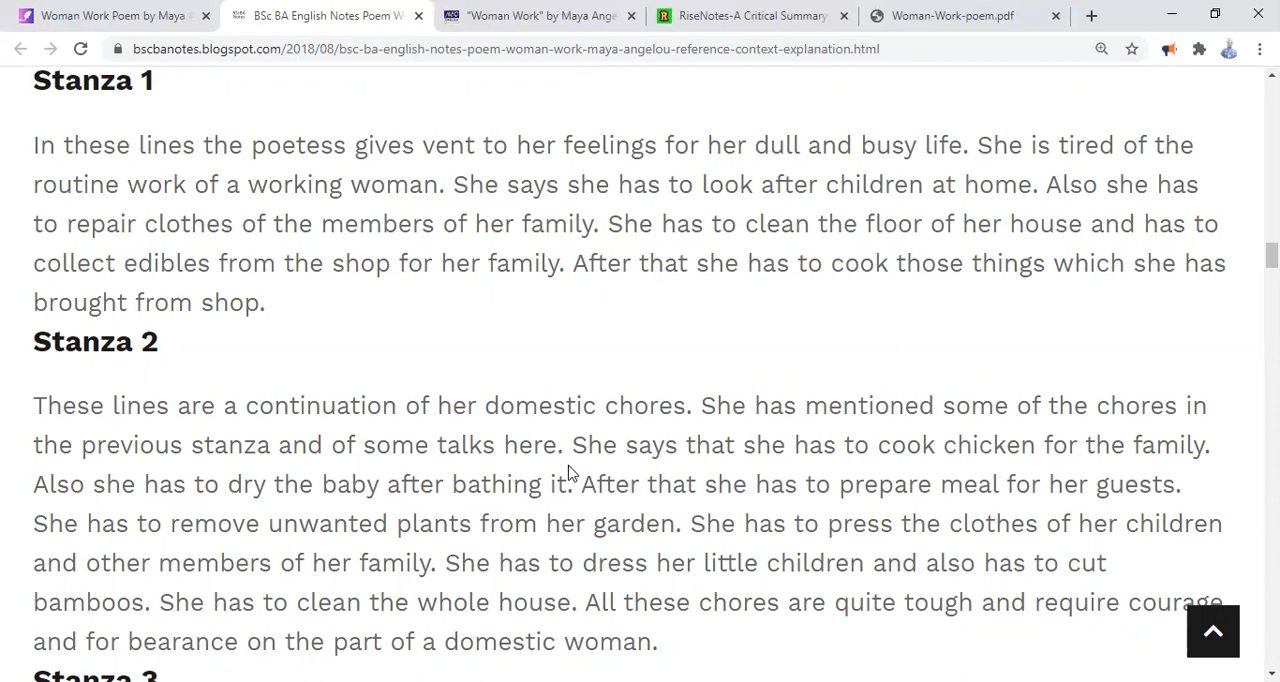 Woman Work Poem by Maya A
BSc BA English Notes Poem W
"Woman Work" by Maya Ange
RiseNotes-A Critical Summary
Woman-Work-poem.pdf
bscbanotes.blogspot.com/2018/08/bsc-ba-english-notes-poem-woman-work-maya-angelou-reference-context-explanation.html
Stanza 1
In these lines the poetess gives vent to her feelings for her dull and busy life. She is tired of the
routine work of a working woman. She says she has to look after children at home. Also she has
to repair clothes of the members of her family. She has to clean the floor of her house and has to
collect edibles from the shop for her family. After that she has to cook those things which she has
brought from shop.
Stanza 2
These lines are a continuation of her domestic chores. She has mentioned some of the chores in
the previous stanza and of some talks here. She says that she has to cook chicken for the family.
Also she has to dry the baby after bathing it. After that she has to prepare meal for her guests.
She has to remove unwanted plants from her garden. She has to press the clothes of her children
and other members of her family. She has to dress her little children and also has to cut
bamboos. She has to clean the whole house. All these chores are quite tough and require courage
and for bearance on the part of a domestic woman.
Stanza 3